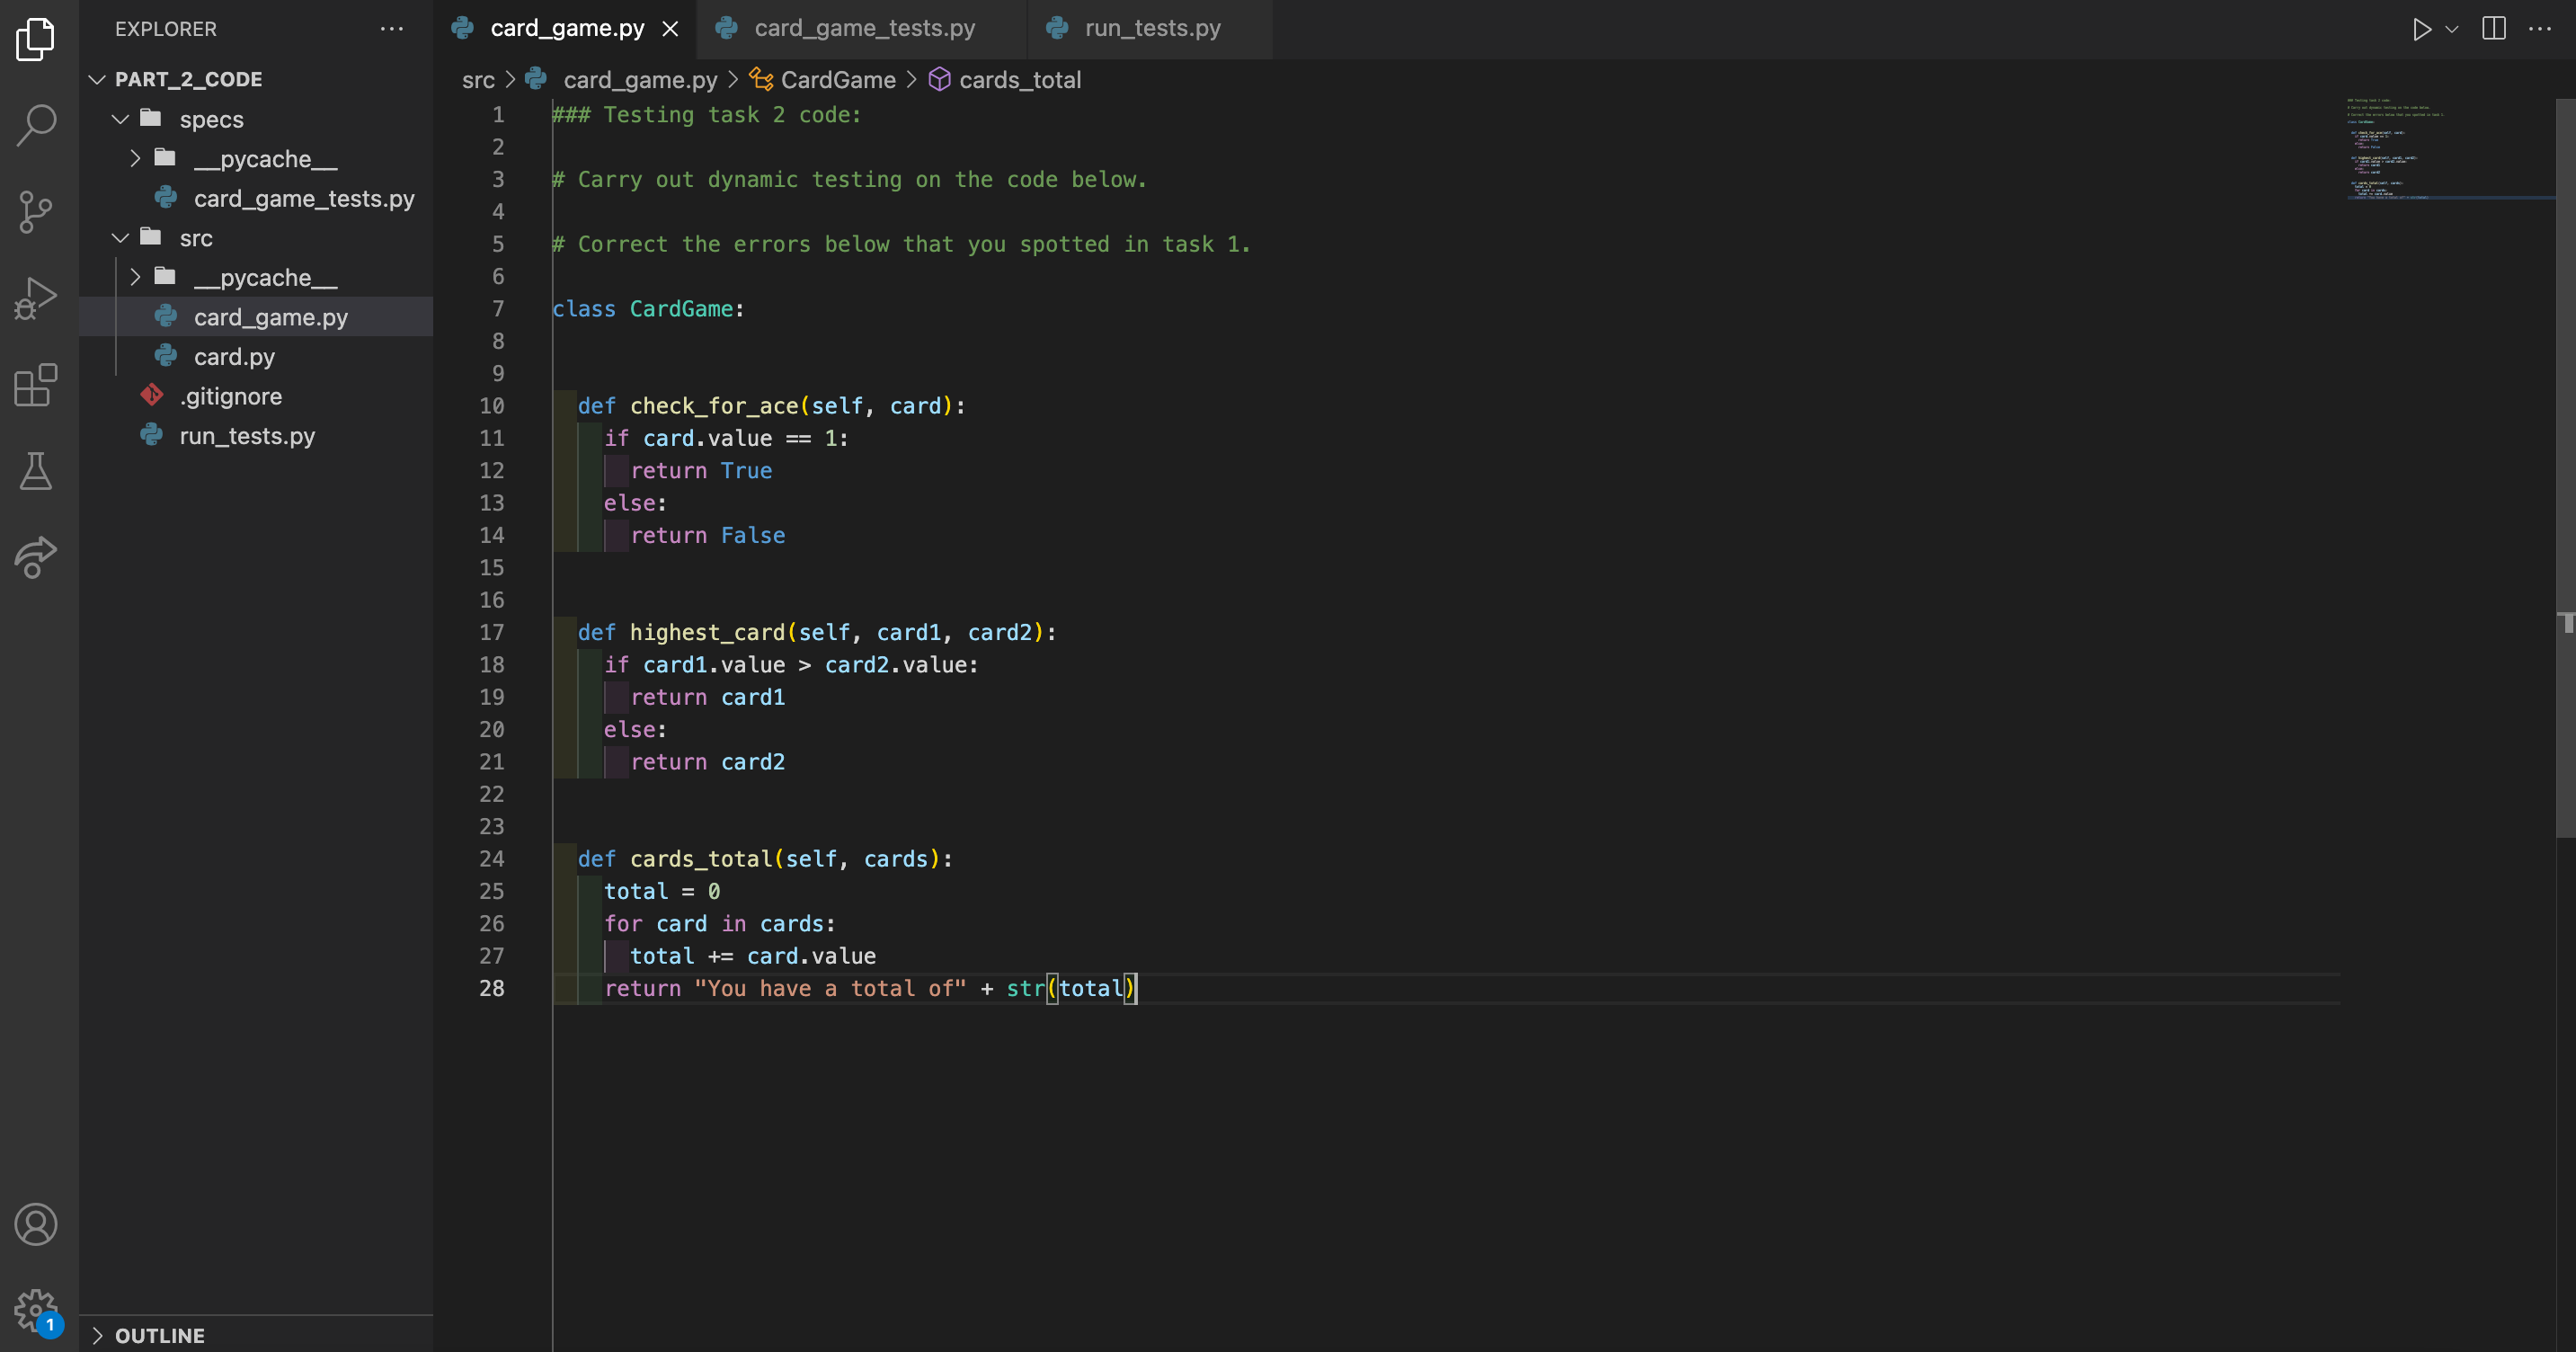 EXPLORER
PART_2_CODE
specs
__pycache__
card_game_tests.py
src
__pycache__
card_game.py
card.py
.gitignore
run_tests.py
OUTLINE
1
card_game.py
card_game_tests.py
run_tests.py
src > card_game.py > CardGame > cards_total
1 ### Testing task 2 code:
2
3 # Carry out dynamic testing on the code below.
4
5 # Correct the errors below that you spotted in task 1.
6
7 class CardGame:
8
9
10   def check_for_ace(self, card):
11     if card.value == 1:
12       return True
13     else:
14       return False
15
16
17   def highest_card(self, card1, card2):
18     if card1.value > card2.value:
19       return card1
20     else:
21       return card2
22
23
24   def cards_total(self, cards):
25     total = 0
26     for card in cards:
27       total += card.value
28     return "You have a total of" + str(total)